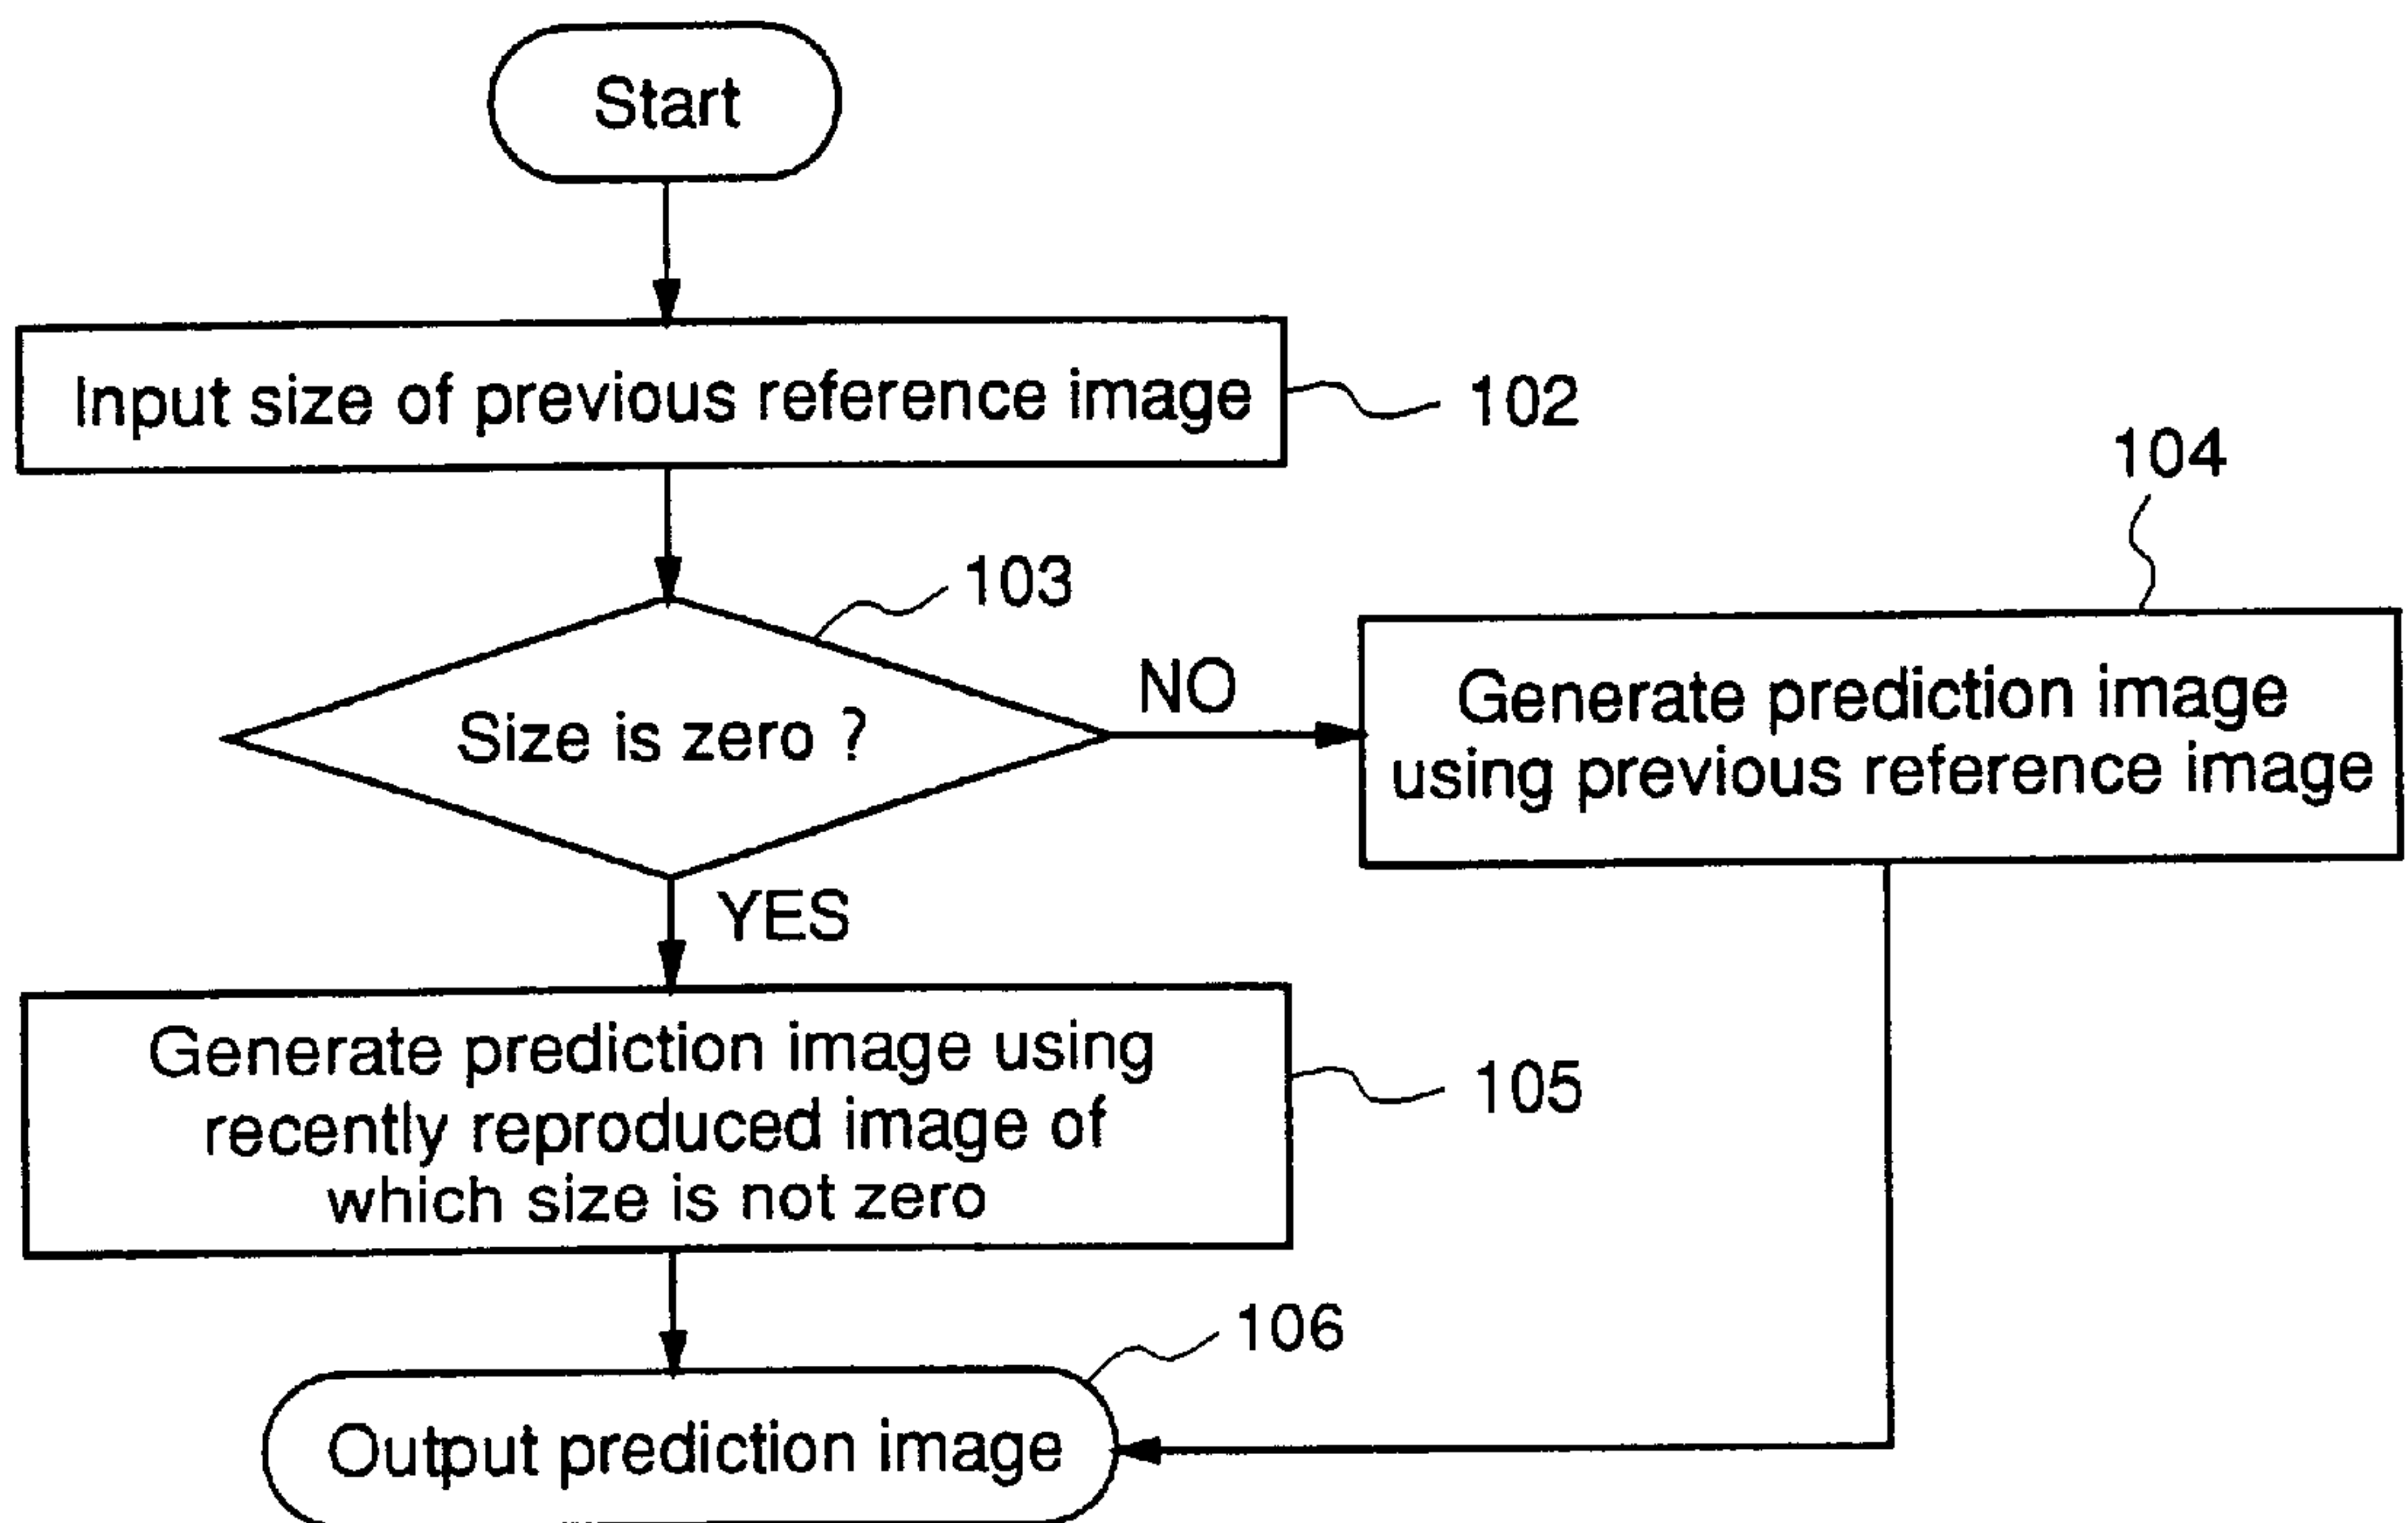 Start
Input size of previous reference image
102
104
103
Size is zero ?
NO
Generate prediction image
using previous reference image
YES
Generate prediction image using
recently reproduced image of
which size is not zero
105
106
Output prediction image